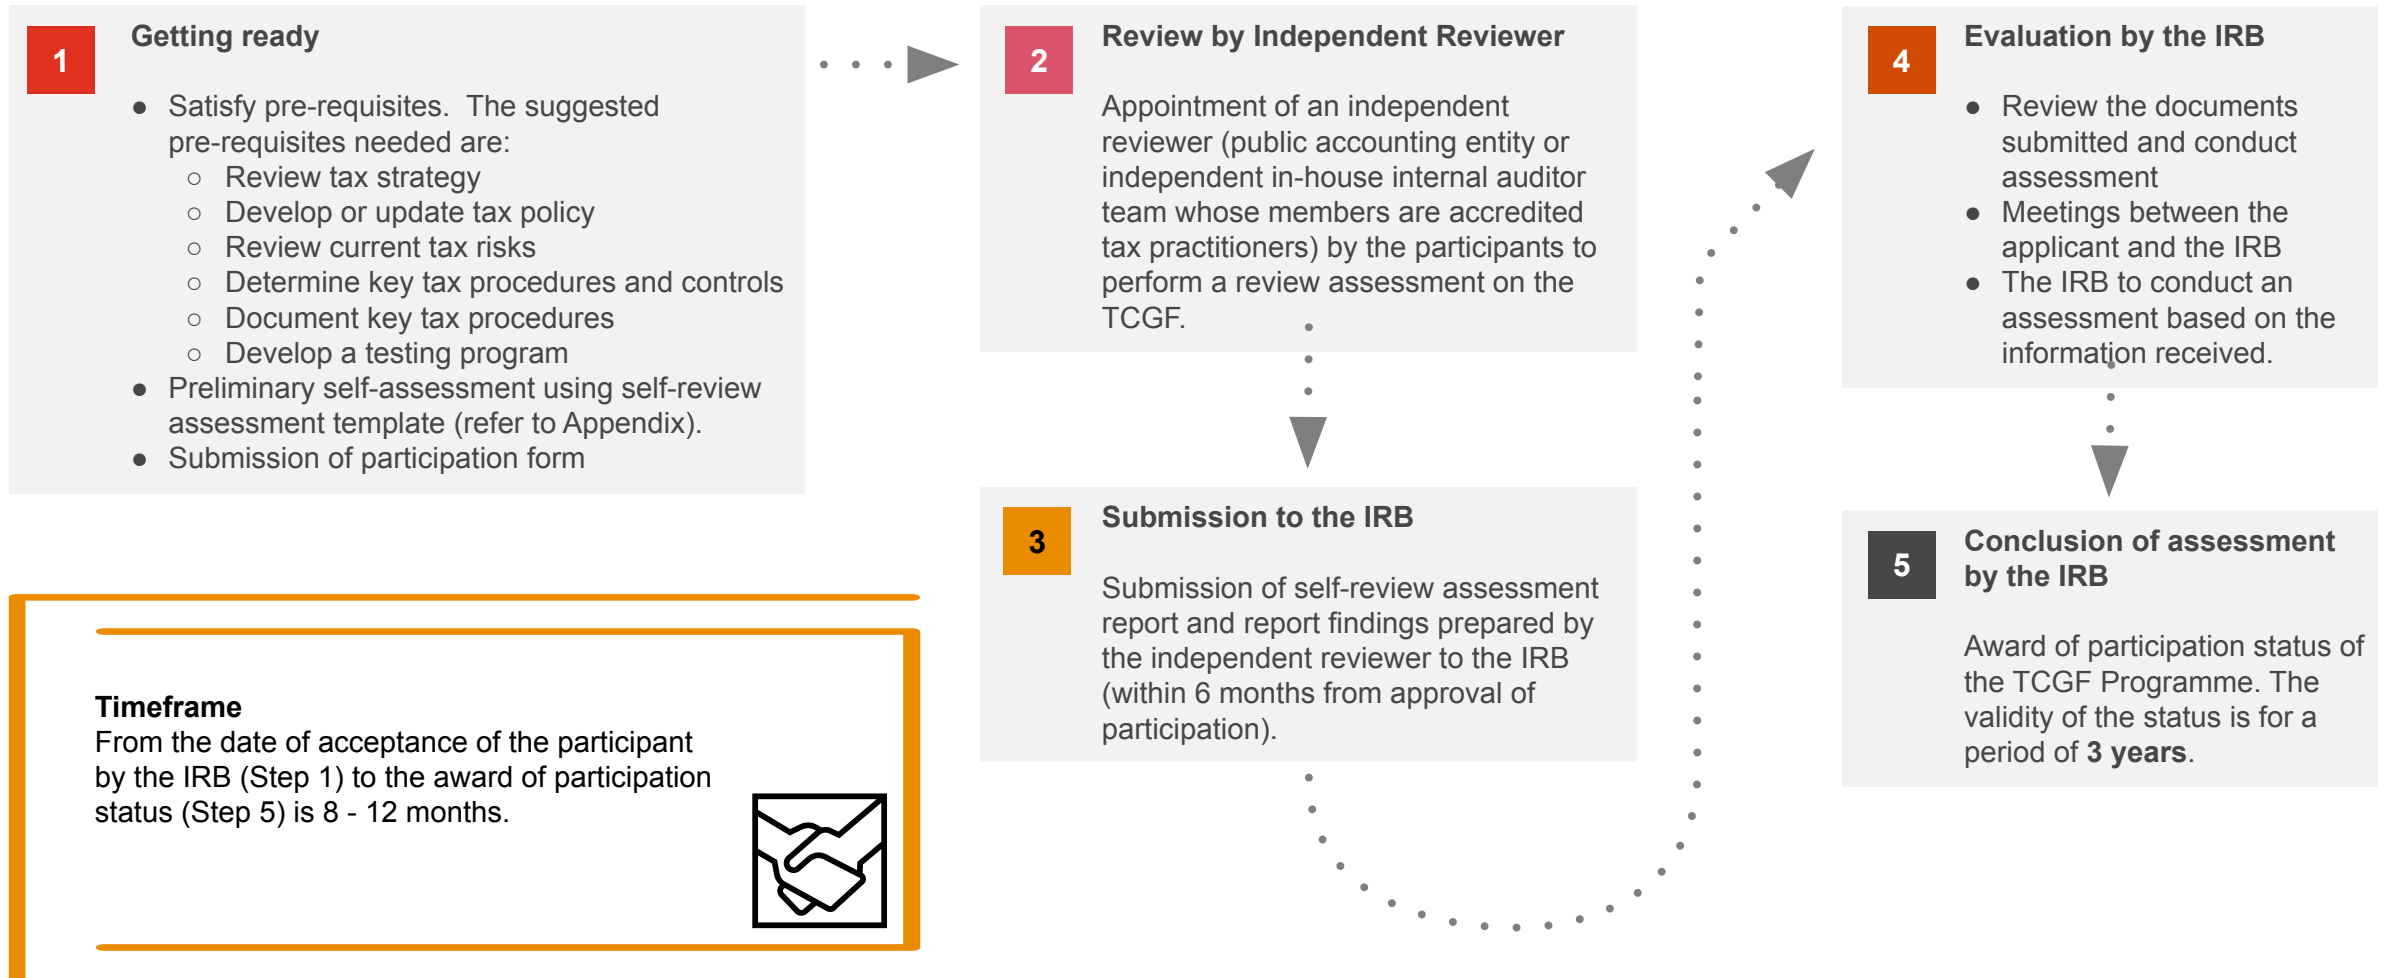 1
Getting ready
● Satisfy pre-requisites. The suggested
pre-requisites needed are:
○ Review tax strategy
○ Develop or update tax policy
○ Review current tax risks
○ Determine key tax procedures and controls
○ Document key tax procedures
○ Develop a testing program
● Preliminary self-assessment using self-review
assessment template (refer to Appendix).
● Submission of participation form
2
Review by Independent Reviewer
Appointment of an independent
reviewer (public accounting entity or
independent in-house internal auditor
team whose members are accredited
tax practitioners) by the participants to
perform a review assessment on the
TCGF.
3
Submission to the IRB
Submission of self-review assessment
report and report findings prepared by
the independent reviewer to the IRB
(within 6 months from approval of
participation).
4
Evaluation by the IRB
● Review the documents
submitted and conduct
assessment
● Meetings between the
applicant and the IRB
● The IRB to conduct an
assessment based on the
information received.
5
Conclusion of assessment
by the IRB
Award of participation status of
the TCGF Programme. The
validity of the status is for a
period of 3 years.
Timeframe
From the date of acceptance of the participant
by the IRB (Step 1) to the award of participation
status (Step 5) is 8 - 12 months.